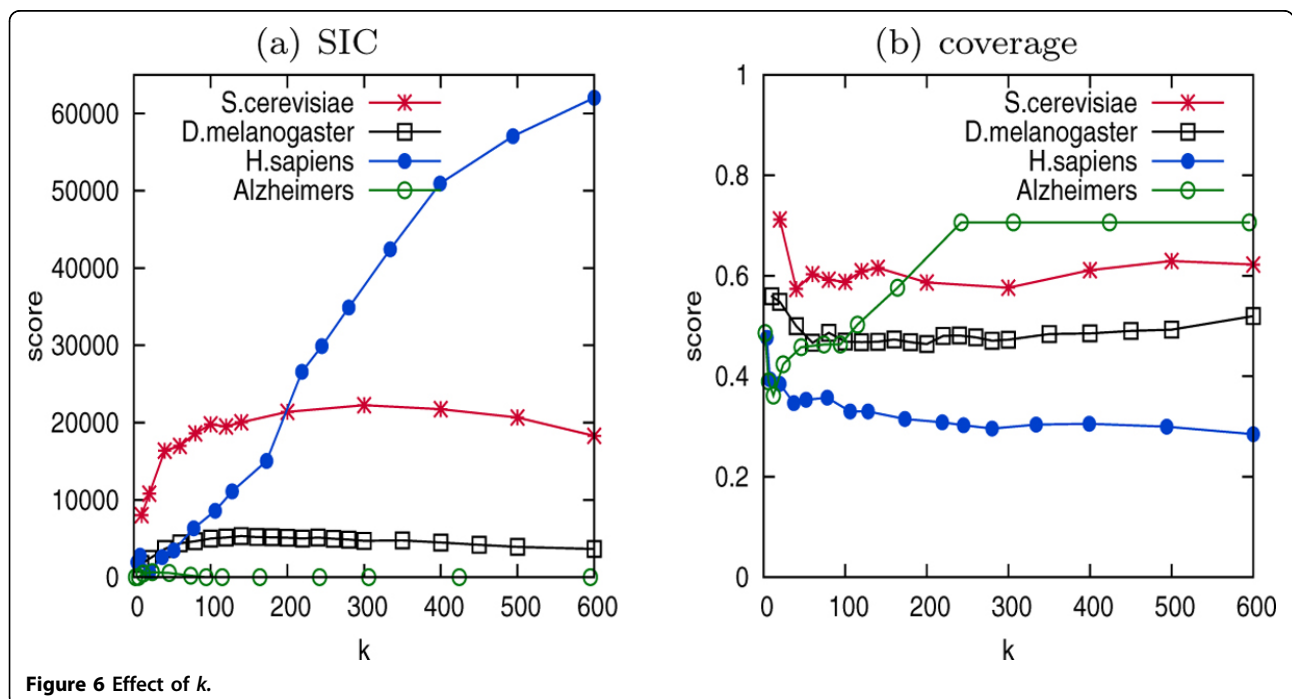 (a) SIC
60000
50000
40000
30000
20000
10000
0
score
S.cerevisiae
D.melanogaster
H.sapiens
Alzheimers
0 100 200 300 400 500 600
k
(b) coverage
1
0.8
0.6
0.4
0.2
0
score
S.cerevisiae
D.melanogaster
H.sapiens
Alzheimers
0 100 200 300 400 500 600
k
Figure 6 Effect of k.